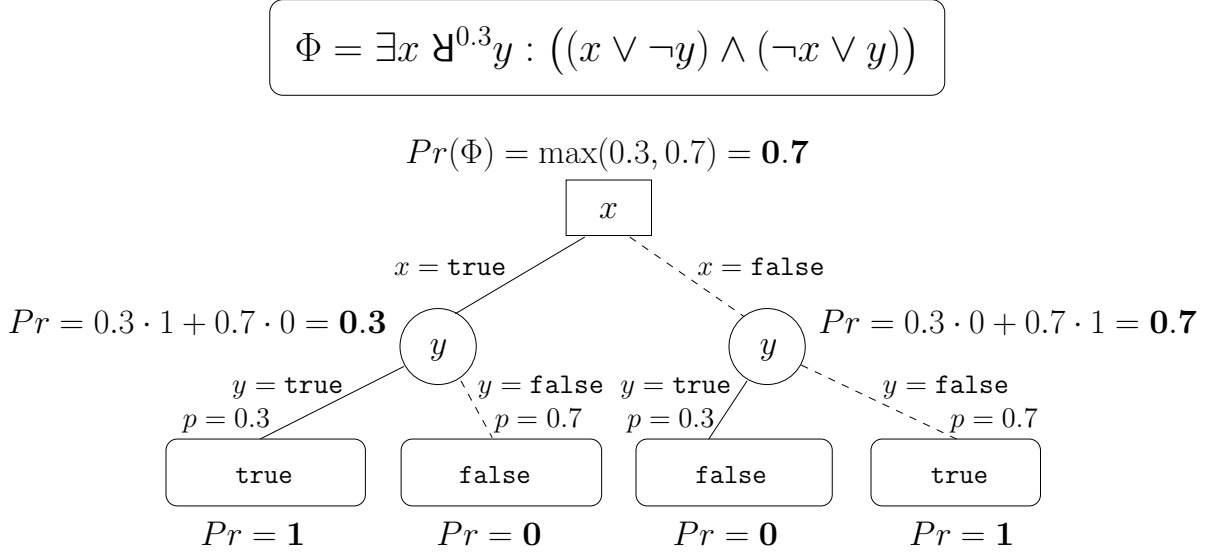 Φ = ∃x Я^0.3 y : ((x ∨ ¬y) ∧ (¬x ∨ y))
Pr(Φ) = max(0.3, 0.7) = 0.7
x
x = true
x = false
Pr = 0.3 · 1 + 0.7 · 0 = 0.3
y
y
Pr = 0.3 · 0 + 0.7 · 1 = 0.7
y = true
p = 0.3
y = false
p = 0.7
y = true
p = 0.3
y = false
p = 0.7
true
false
false
true
Pr = 1
Pr = 0
Pr = 0
Pr = 1